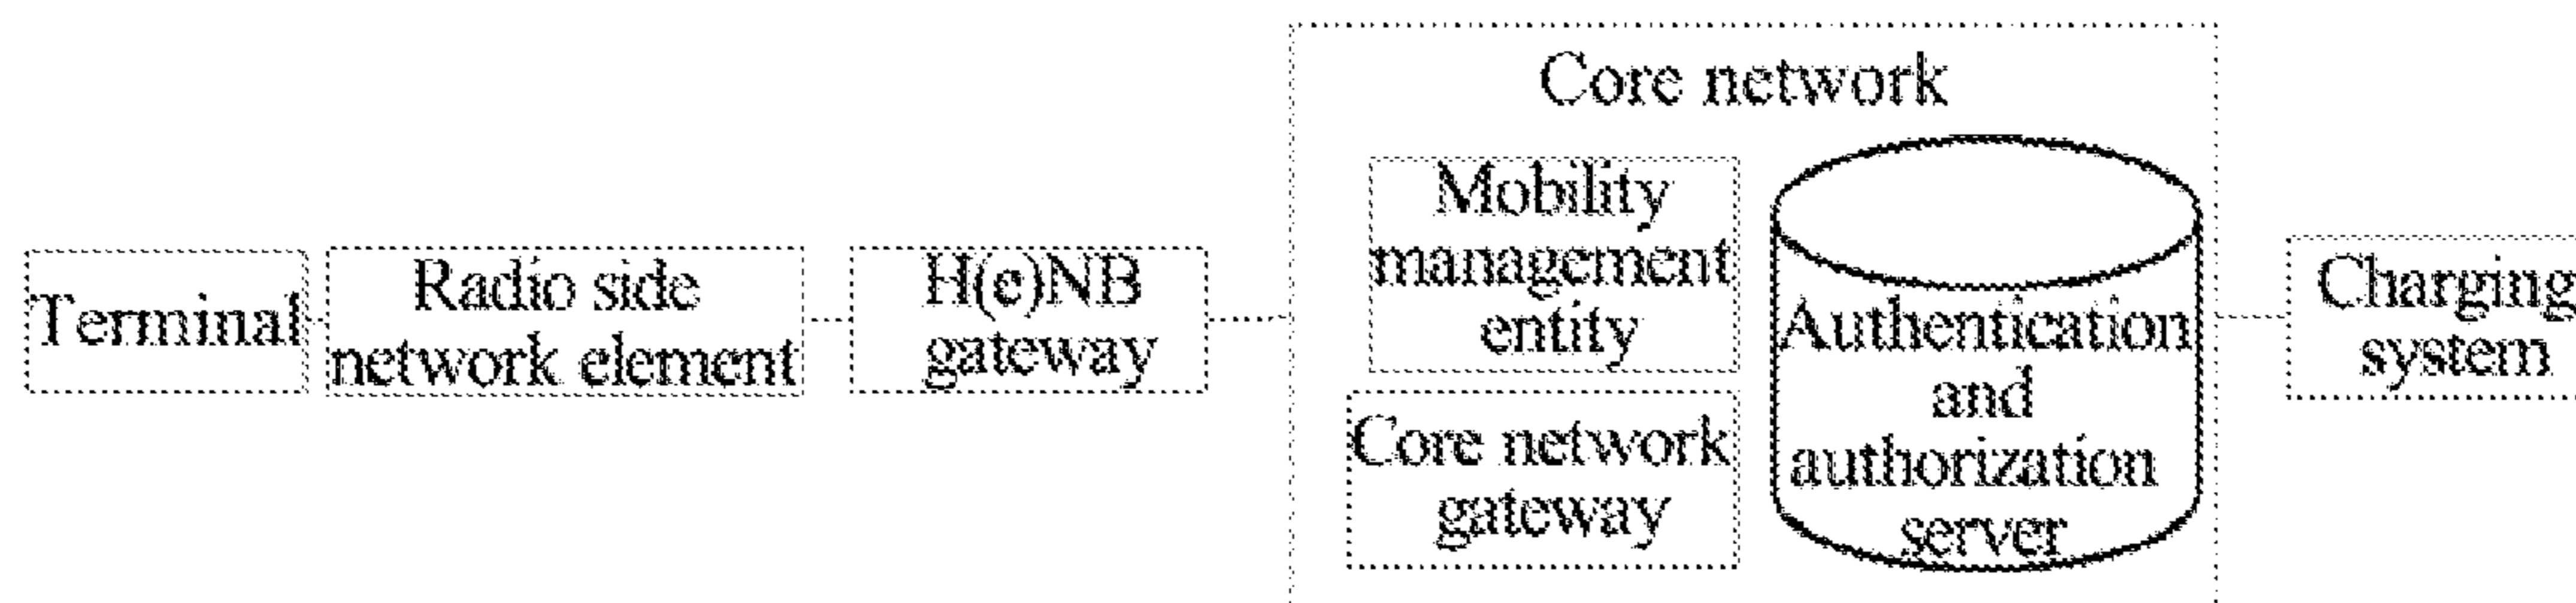 Core network
Terminal
Radio side
network element
H(e)NB
gateway
Mobility
management
entity
Core network
gateway
Authentication
and
authorization
server
Charging
system